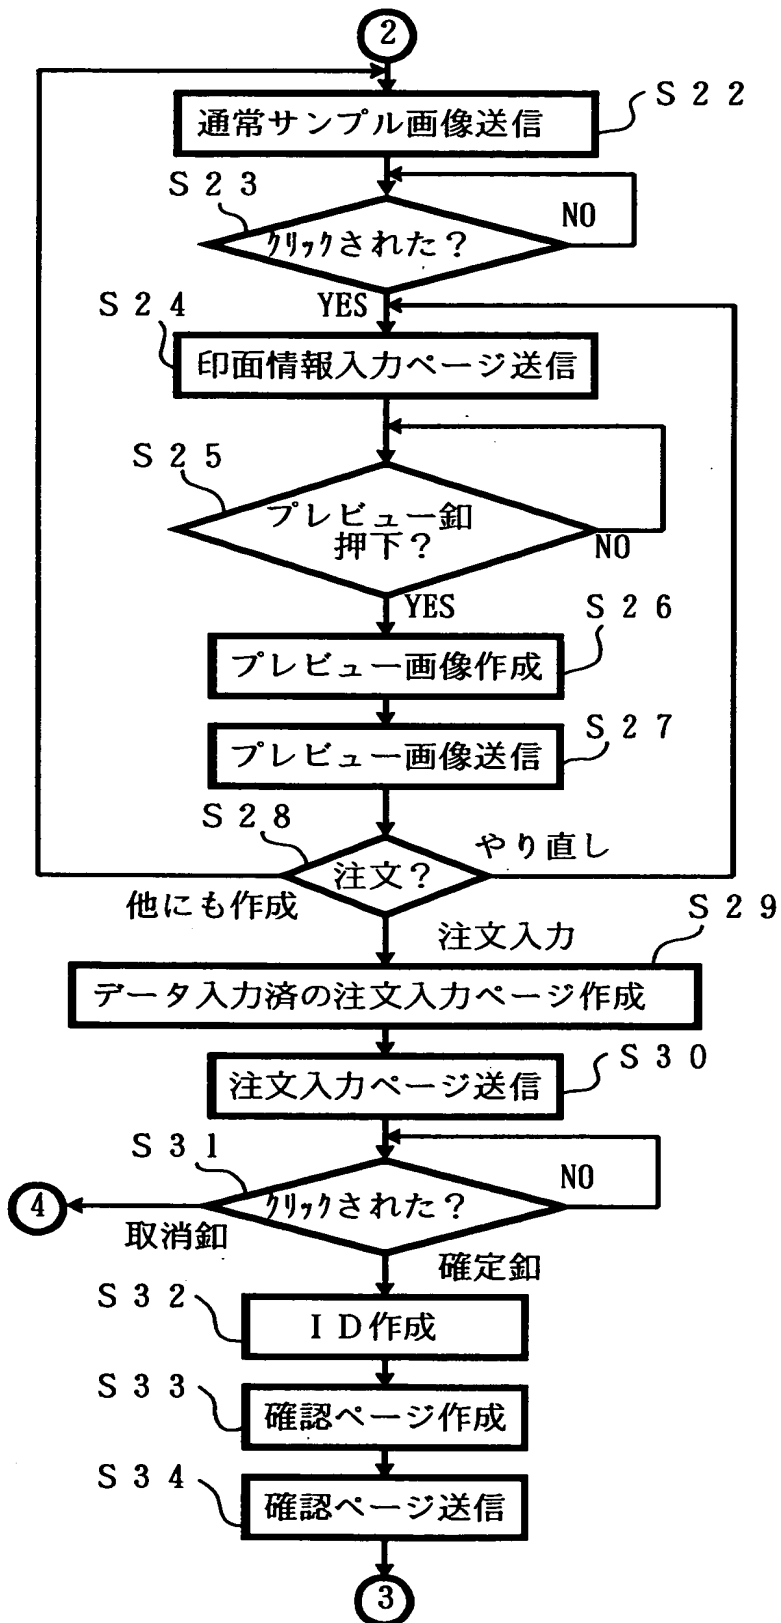 2
S22
通常サンプル画像送信
S23
NO
ｸﾘｯｸされた？
S24
YES
印面情報入力ページ送信
S25
プレビュー釦
押下？
NO
YES
S26
プレビュー画像作成
S27
プレビュー画像送信
S28
やり直し
注文？
他にも作成
S29
注文入力
データ入力済の注文入力ページ作成
S30
注文入力ページ送信
S31
NO
4
ｸﾘｯｸされた？
取消釦
確定釦
S32
ID作成
S33
確認ページ作成
S34
確認ページ送信
3